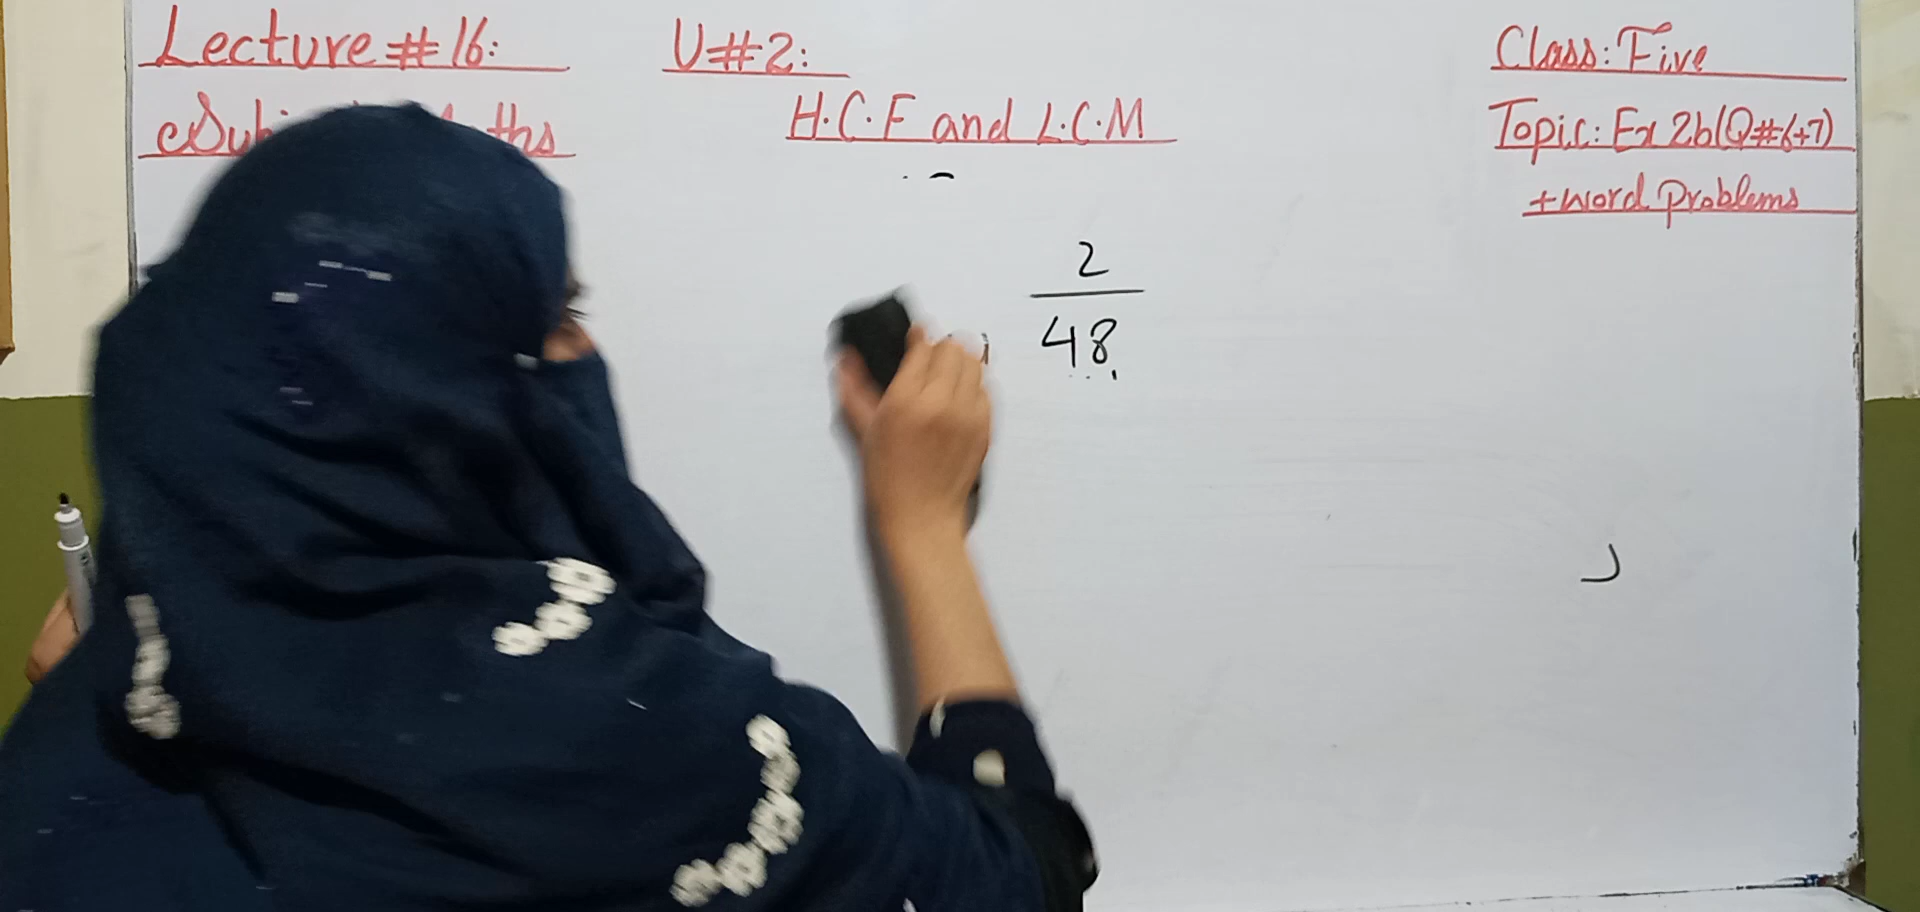 Lecture # 16:
U#2:
Class: Five
H.C.F and L.C.M
Topic: Ex 2b(Q#6+7)
+word Problems
2
48